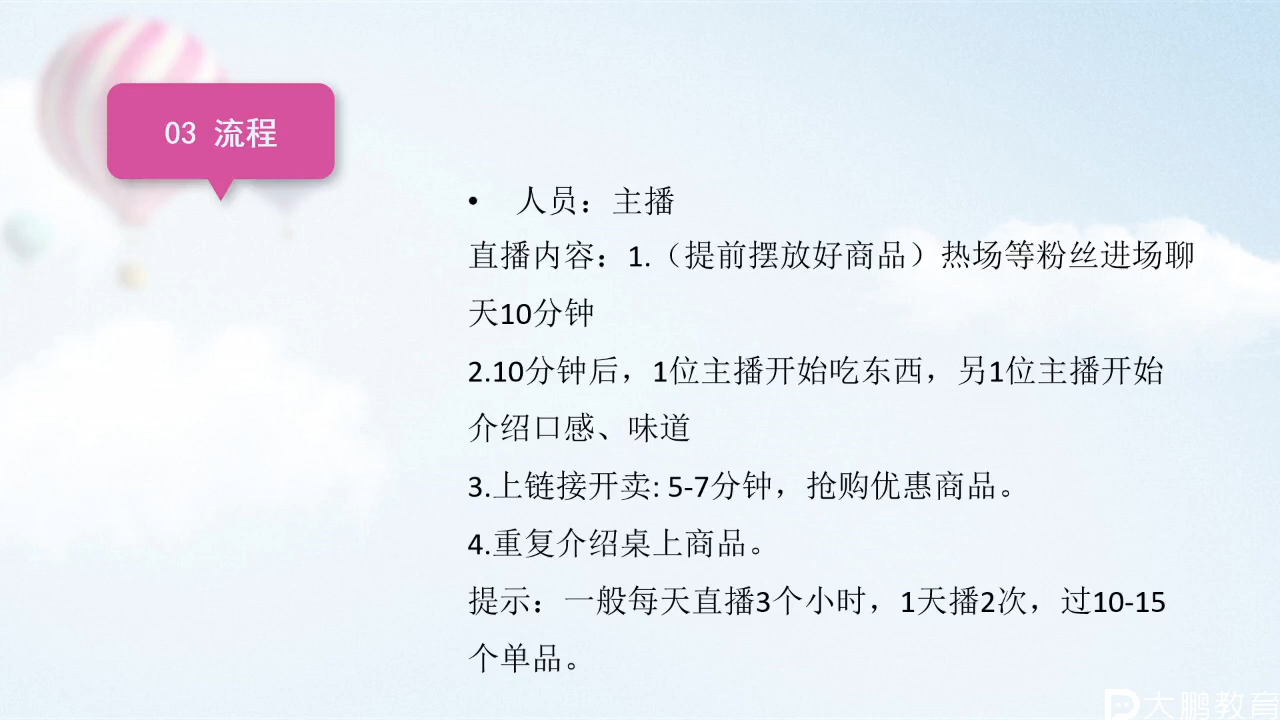 03 流程
• 人员：主播
直播内容：1.（提前摆放好商品）热场等粉丝进场聊
天10分钟
2.10分钟后，1位主播开始吃东西，另1位主播开始
介绍口感、味道
3.上链接开卖: 5-7分钟，抢购优惠商品。
4.重复介绍桌上商品。
提示：一般每天直播3个小时，1天播2次，过10-15
个单品。
大鹏教育